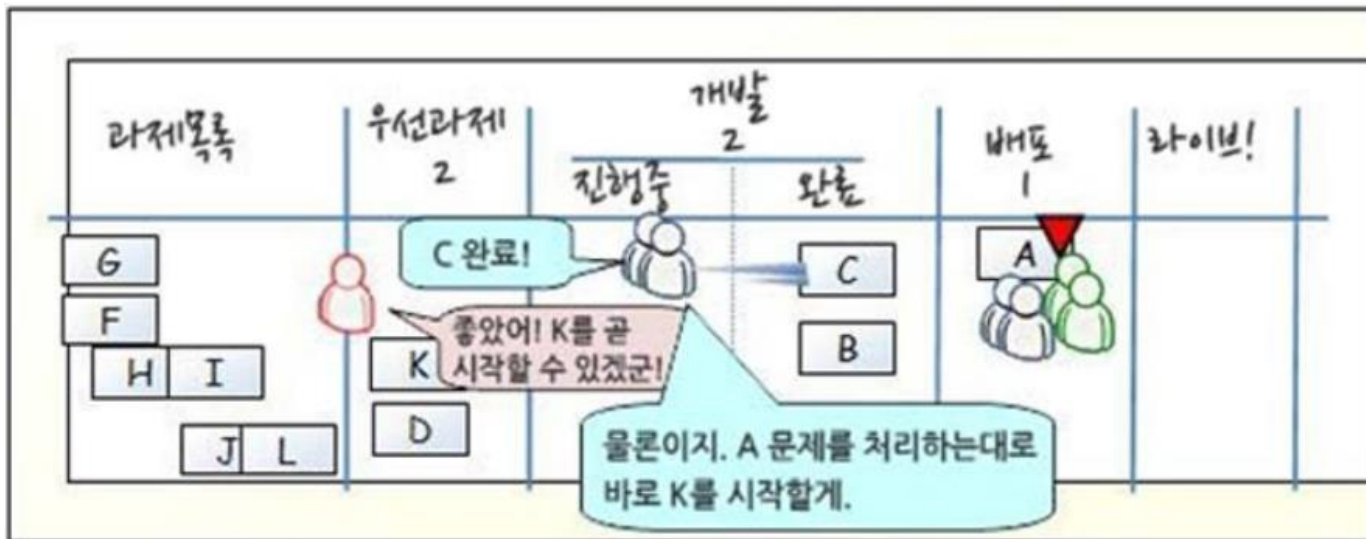 과제목록
우선과제
2
개발
2
진행중
완료
배포
1
라이브!
G
F
H I
J L
C 완료!
좋았어! K를 곧
시작할 수 있겠군!
K
D
C
B
A
물론이지. A 문제를 처리하는대로
바로 K를 시작할게.